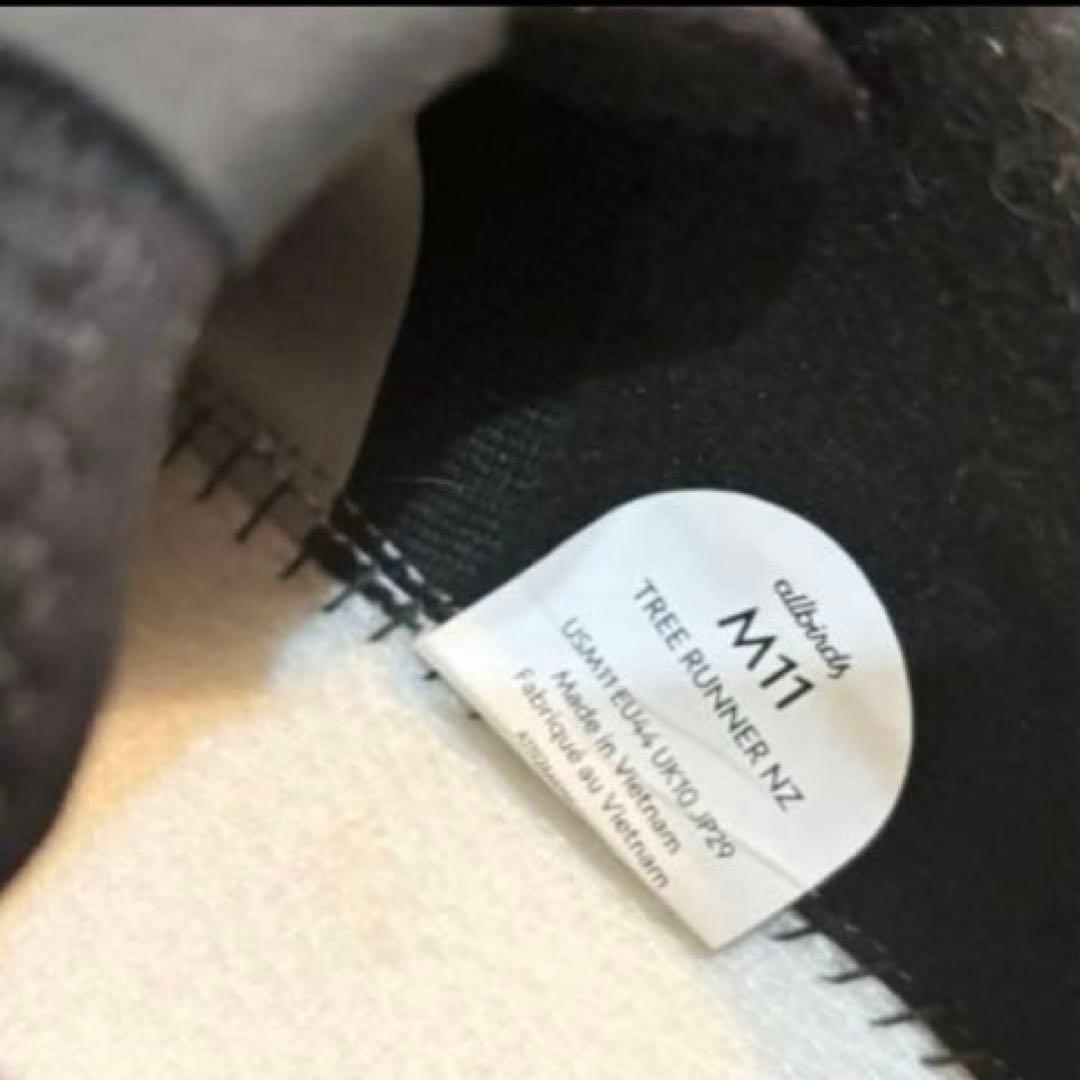 allbirds
M11
TREE RUNNER NZ
USM11 EU44 UK10 JP29
Made in Vietnam
Fabriqué au Vietnam